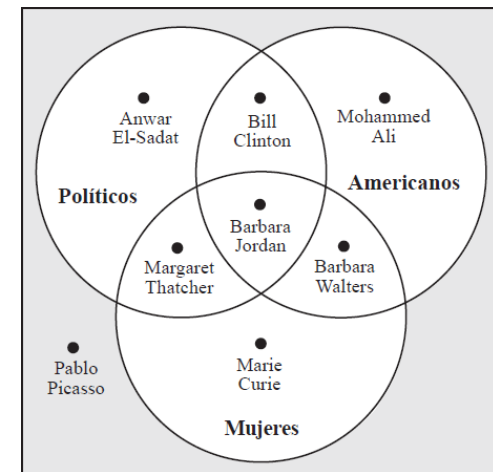 Anwar
El-Sadat
Bill
Clinton
Mohammed
Ali
Políticos
Americanos
Barbara
Jordan
Margaret
Thatcher
Barbara
Walters
Pablo
Picasso
Marie
Curie
Mujeres